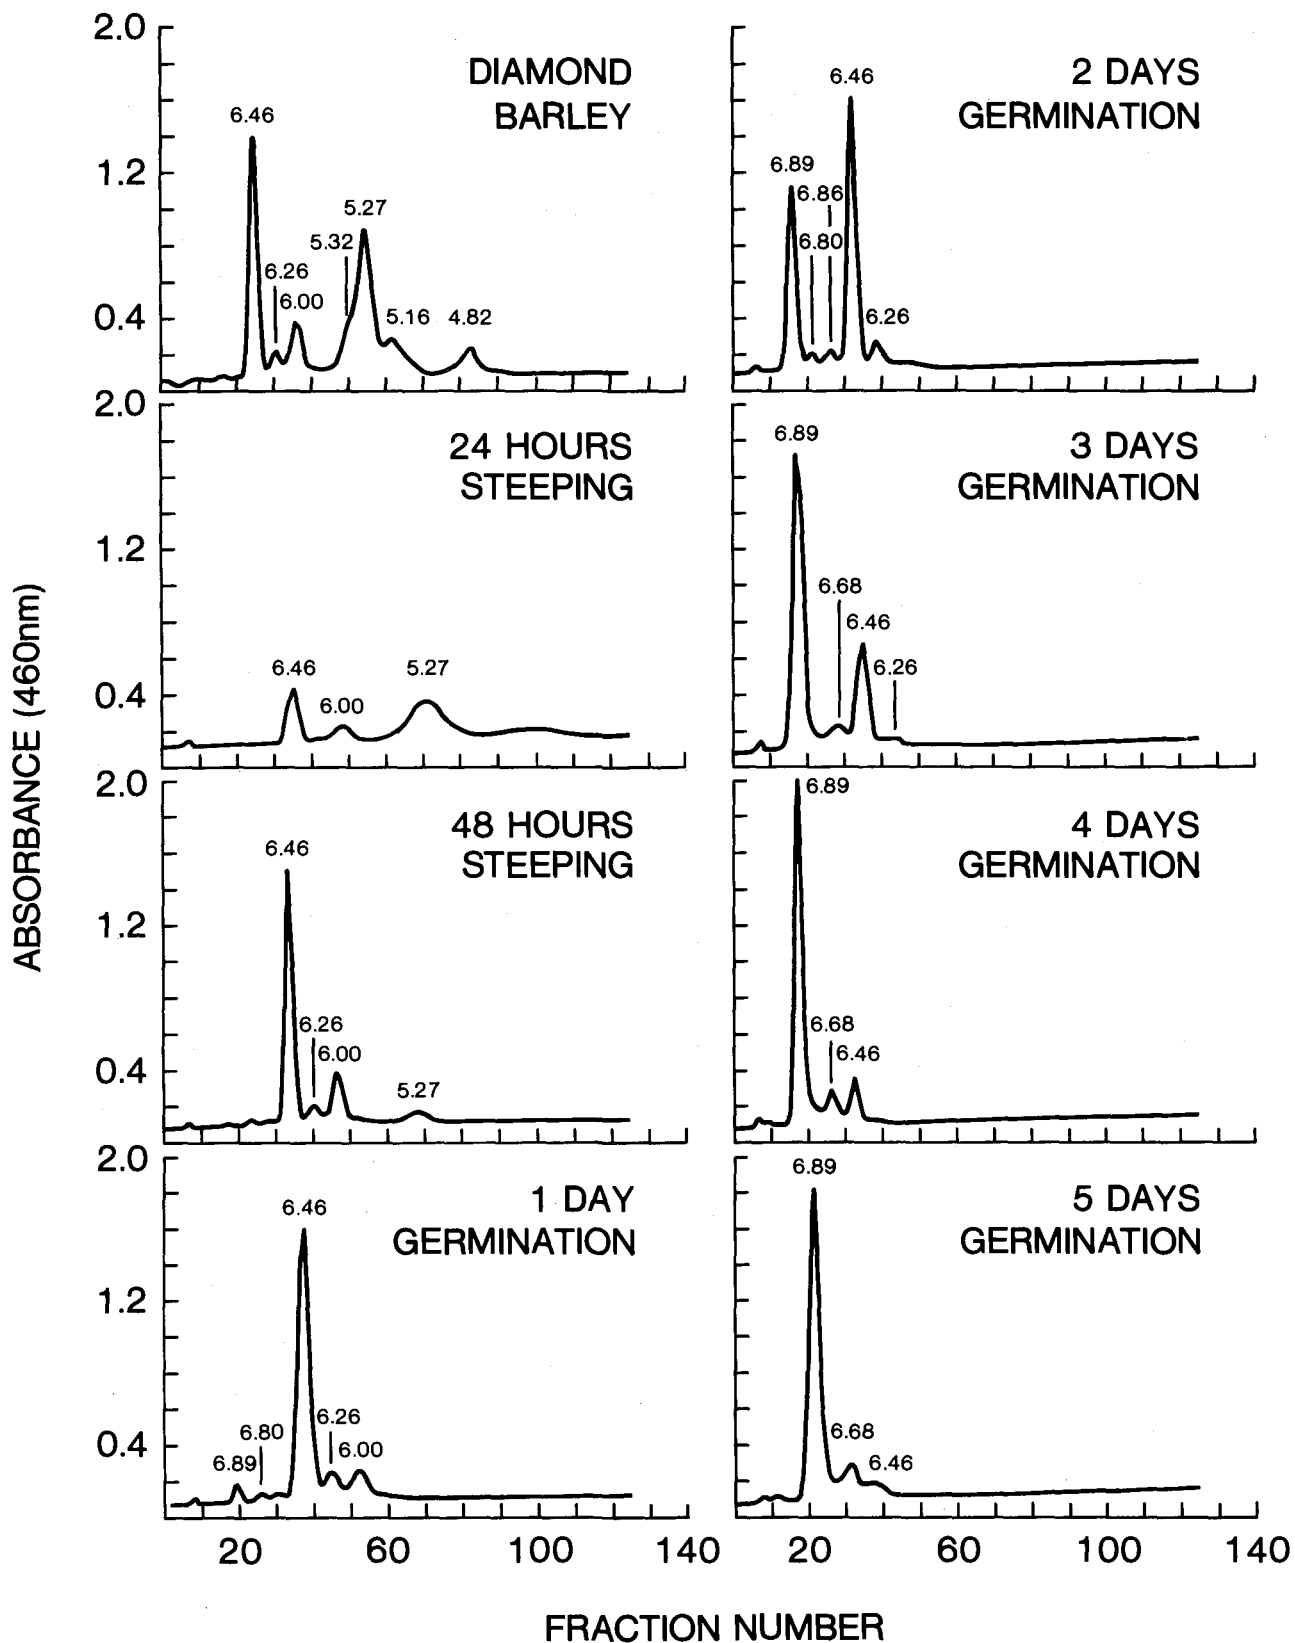 ABSORBANCE (460nm)
2.0
1.2
0.4
DIAMOND
BARLEY
6.46
6.26
6.00
5.32
5.27
5.16
4.82
2 DAYS
GERMINATION
6.89
6.86
6.80
6.46
6.26
2.0
1.2
0.4
24 HOURS
STEEPING
6.46
6.00
5.27
3 DAYS
GERMINATION
6.89
6.68
6.46
6.26
2.0
1.2
0.4
48 HOURS
STEEPING
6.46
6.26
6.00
5.27
4 DAYS
GERMINATION
6.89
6.68
6.46
2.0
1.2
0.4
1 DAY
GERMINATION
6.89
6.80
6.46
6.26
6.00
5 DAYS
GERMINATION
6.89
6.68
6.46
20 60 100 140
20 60 100 140
FRACTION NUMBER